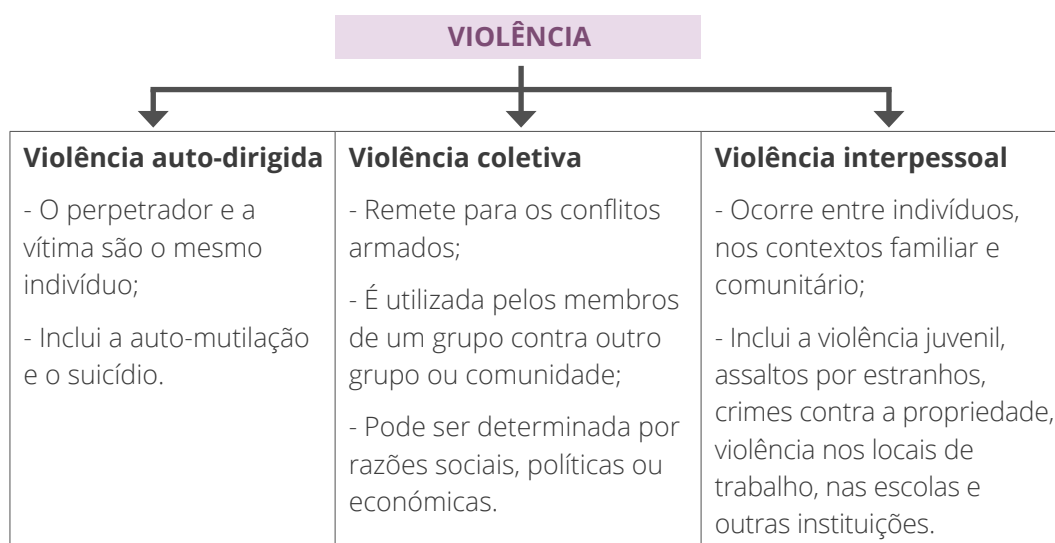 VIOLÊNCIA
Violência auto-dirigida
- O perpetrador e a
vítima são o mesmo
indivíduo;
- Inclui a auto-mutilação
e o suicídio.
Violência coletiva
- Remete para os conflitos
armados;
- É utilizada pelos membros
de um grupo contra outro
grupo ou comunidade;
- Pode ser determinada por
razões sociais, políticas ou
económicas.
Violência interpessoal
- Ocorre entre indivíduos,
nos contextos familiar e
comunitário;
- Inclui a violência juvenil,
assaltos por estranhos,
crimes contra a propriedade,
violência nos locais de
trabalho, nas escolas e
outras instituições.